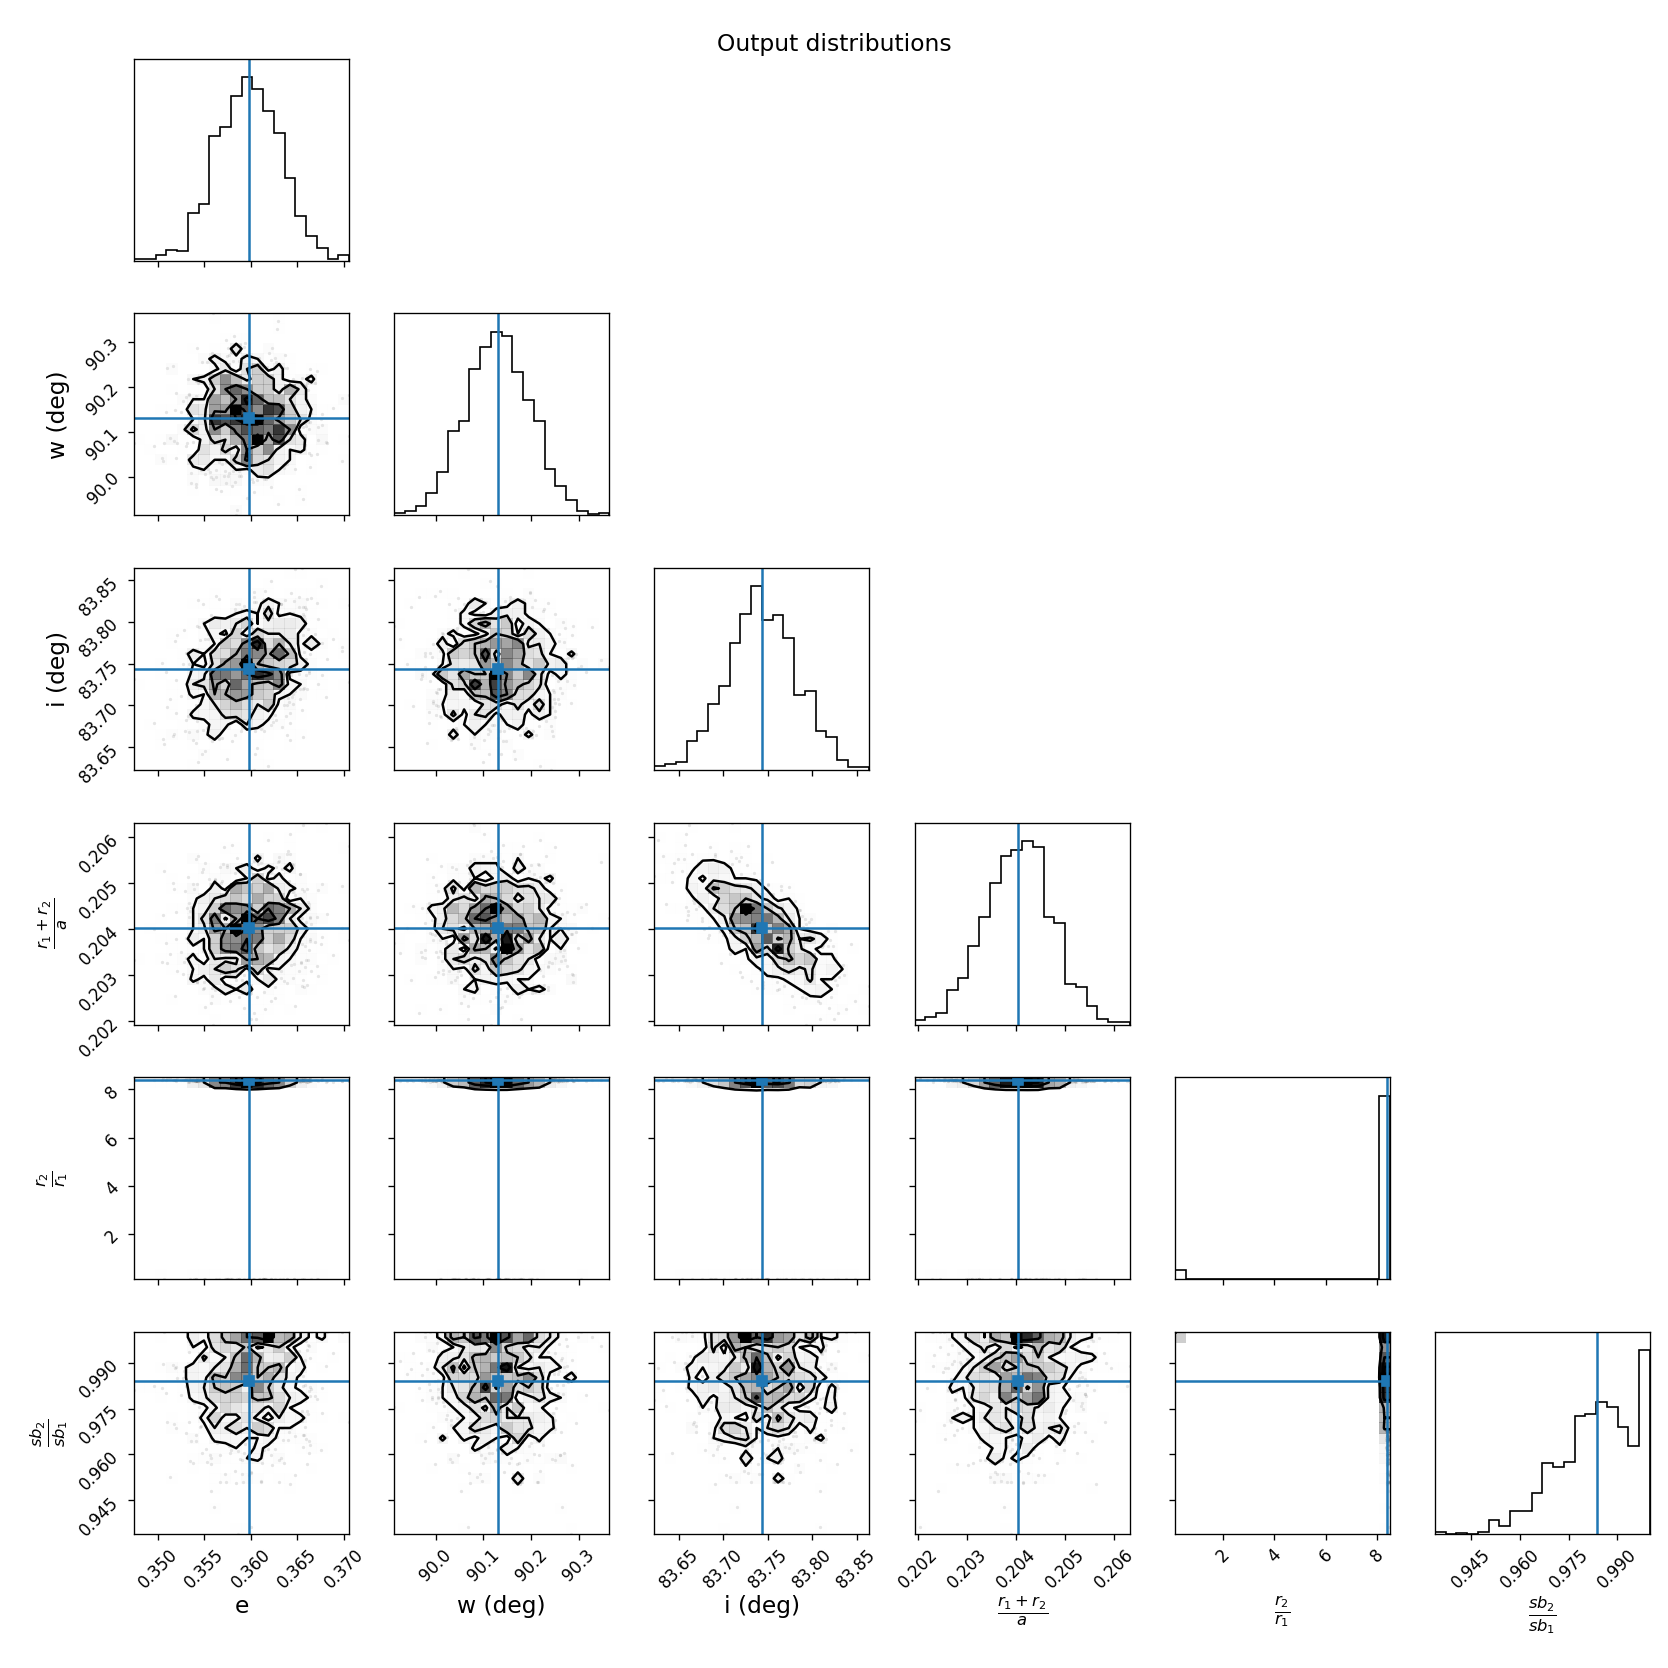 Output distributions
w (deg)
90.3
90.2
90.1
90.0
i (deg)
83.85
83.80
83.75
83.70
83.65
r₁ + r₂
a
0.206
0.205
0.204
0.203
0.202
r₂
r₁
8
6
4
2
sb₂
sb₁
0.990
0.975
0.960
0.945
0.350 0.355 0.360 0.365 0.370
90.0 90.1 90.2 90.3
83.65 83.70 83.75 83.80 83.85
0.202 0.203 0.204 0.205 0.206
2 4 6 8
0.945 0.960 0.975 0.990
e
w (deg)
i (deg)
r₁ + r₂
a
r₂
r₁
sb₂
sb₁